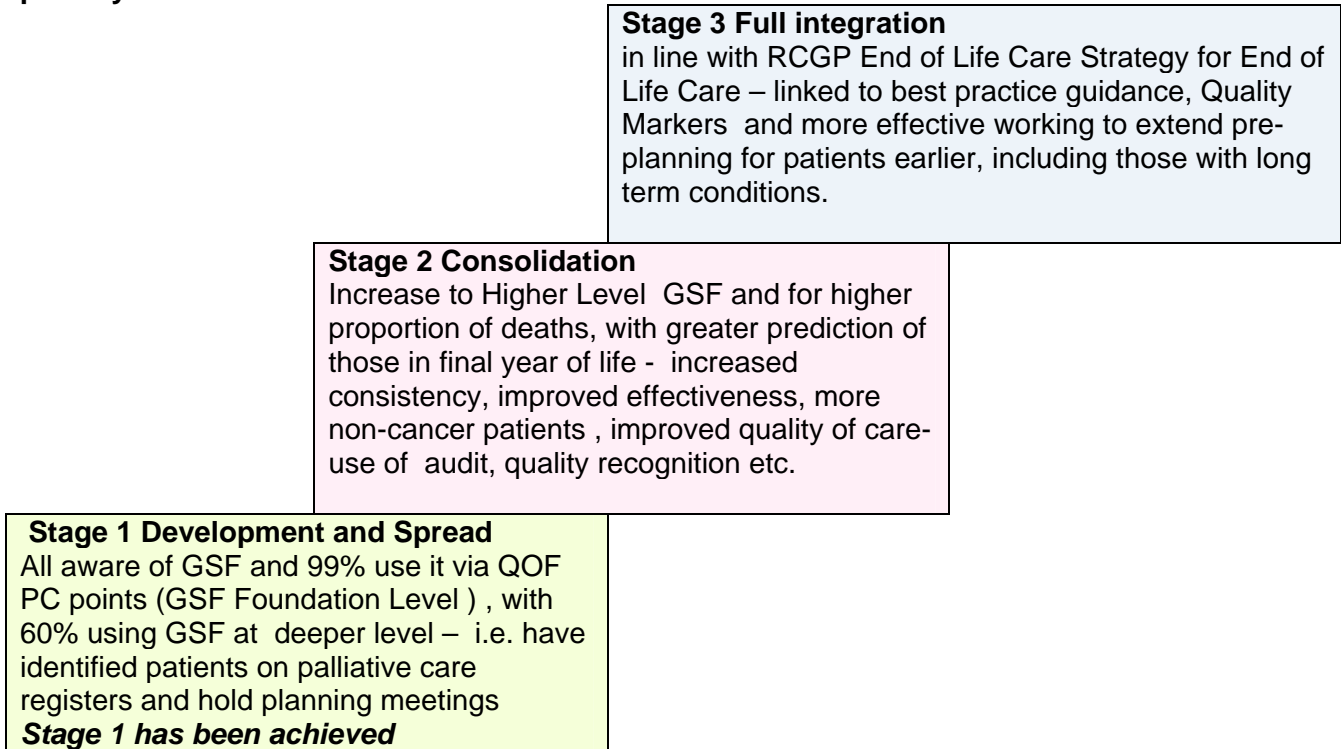 Stage 3 Full integration
in line with RCGP End of Life Care Strategy for End of
Life Care – linked to best practice guidance, Quality
Markers  and more effective working to extend pre-
planning for patients earlier, including those with long
term conditions.
Stage 2 Consolidation
Increase to Higher Level  GSF and for higher
proportion of deaths, with greater prediction of
those in final year of life -  increased
consistency, improved effectiveness, more
non-cancer patients , improved quality of care-
use of  audit, quality recognition etc.
Stage 1 Development and Spread
All aware of GSF and 99% use it via QOF
PC points (GSF Foundation Level ) , with
60% using GSF at  deeper level –  i.e. have
identified patients on palliative care
registers and hold planning meetings
Stage 1 has been achieved